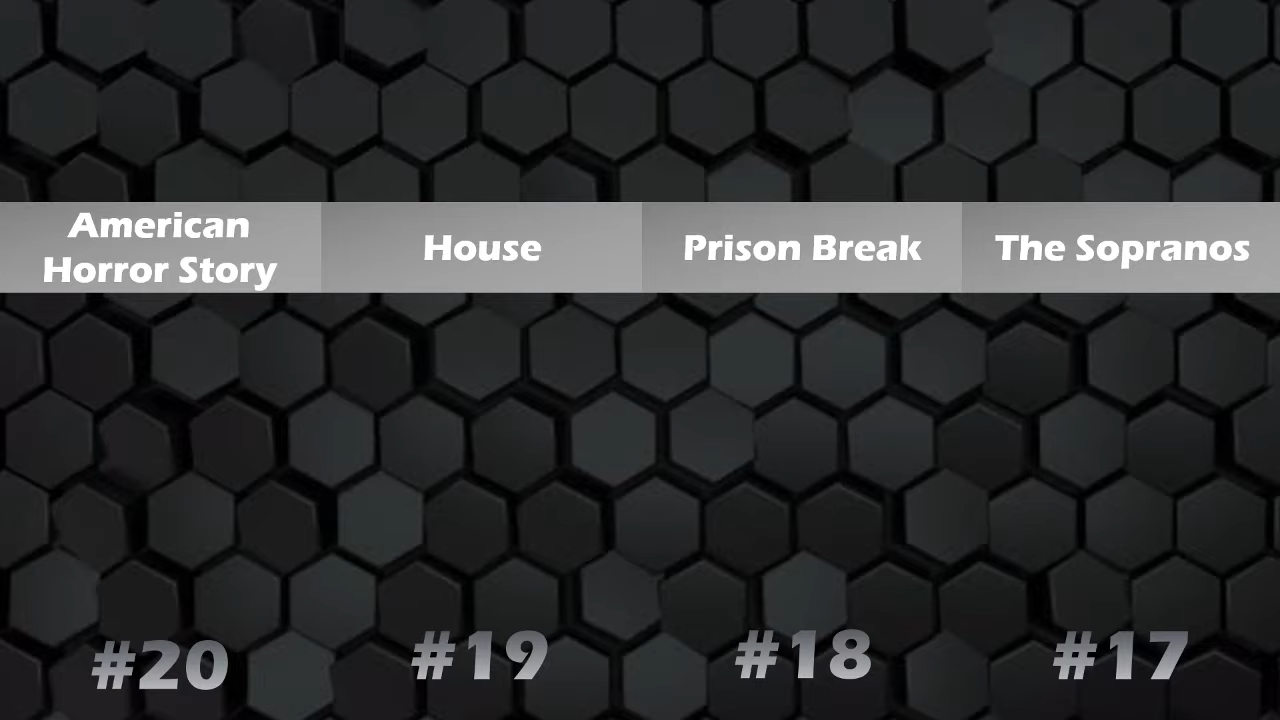 American
Horror Story
House
Prison Break
The Sopranos
#20
#19
#18
#17